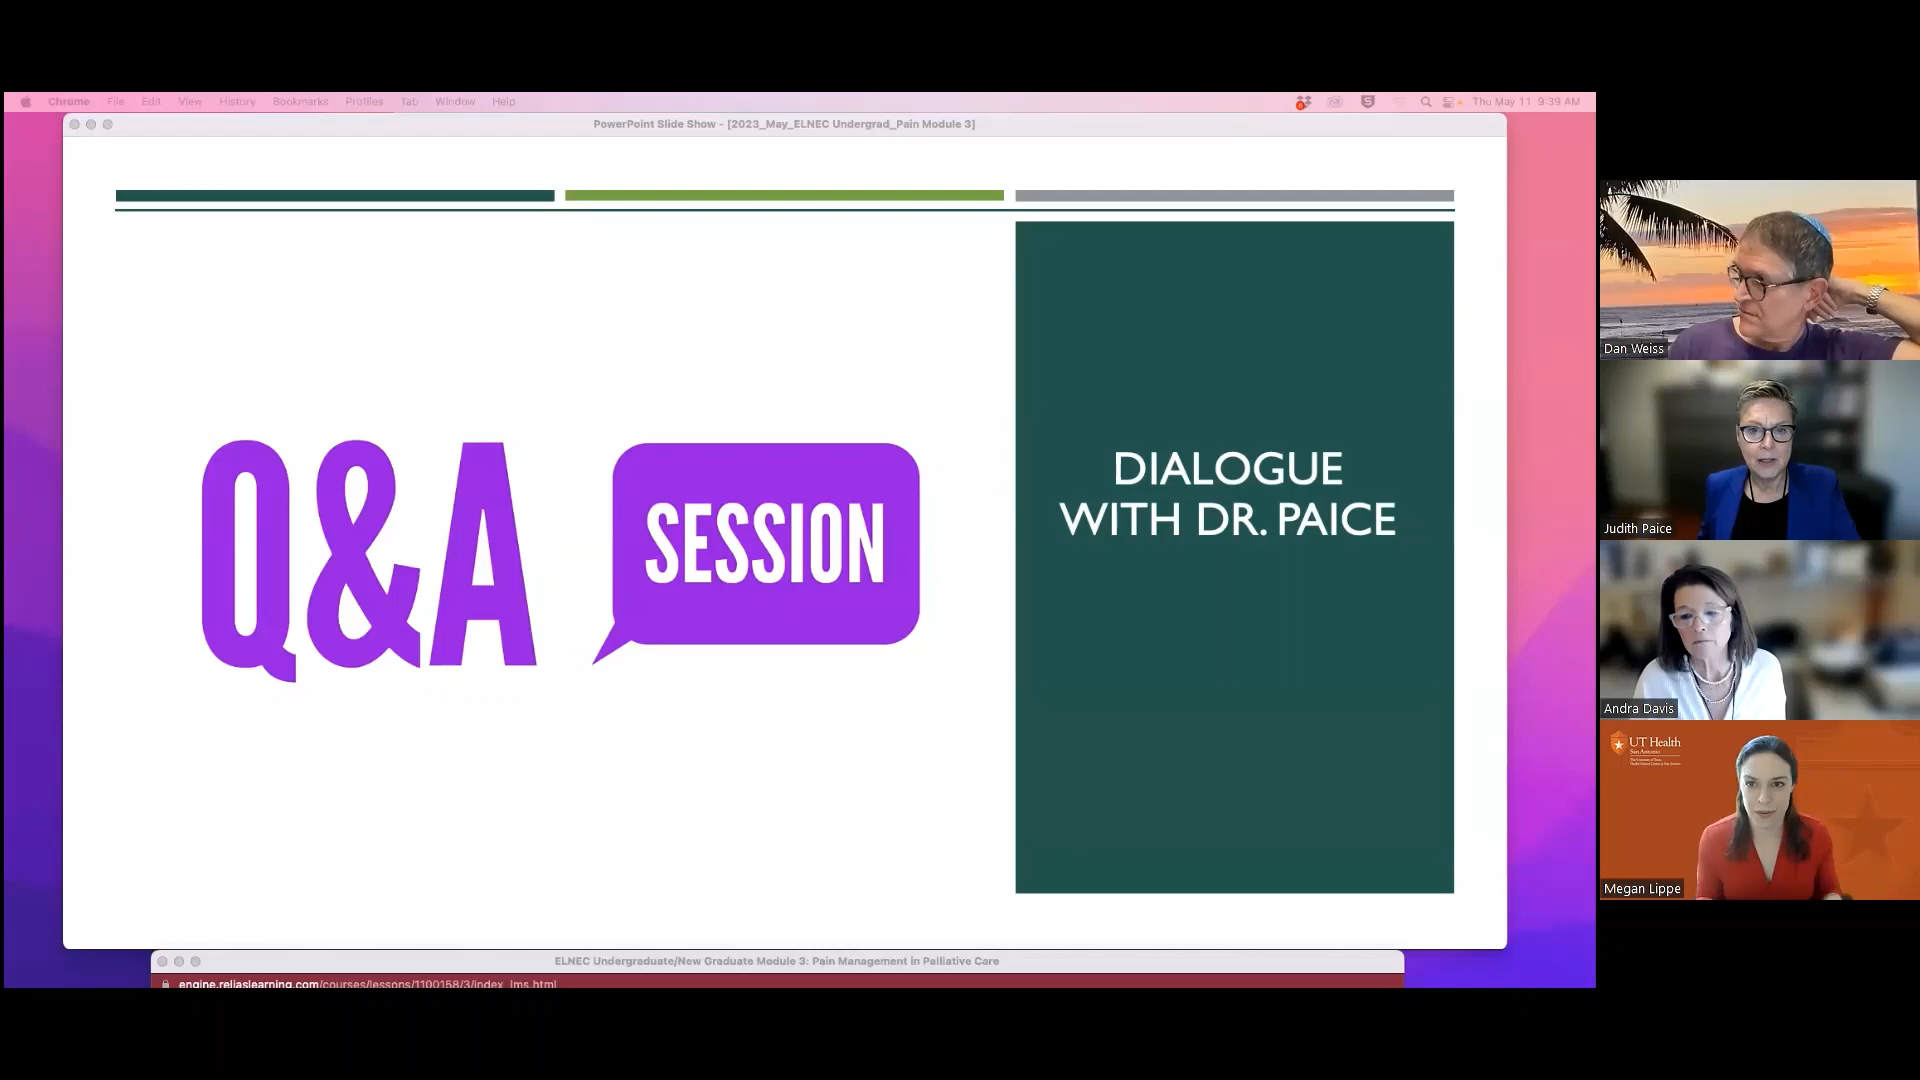 Chrome File Edit View History Bookmarks Profiles Tab Window Help
Thu May 11 9:39 AM
PowerPoint Slide Show - [2023_May_ELNEC Undergrad_Pain Module 3]
Q&A
SESSION
DIALOGUE
WITH DR. PAICE
ELNEC Undergraduate/New Graduate Module 3: Pain Management in Palliative Care
engine.reliaslearning.com/courses/lessons/1100158/3/index_lms.html
Dan Weiss
Judith Paice
Andra Davis
UT Health
San Antonio
Megan Lippe